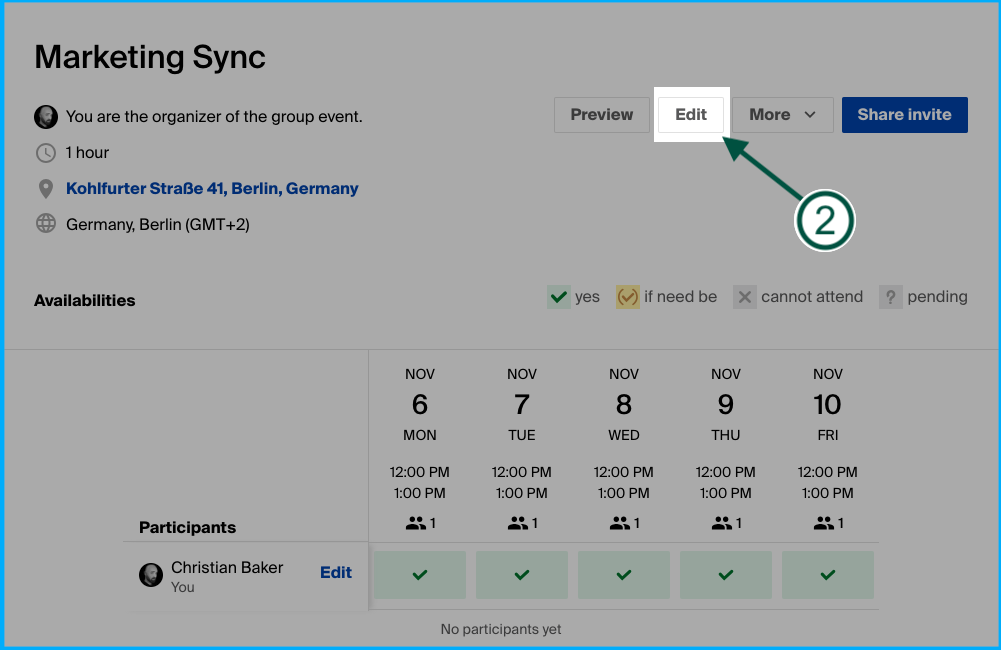 Marketing Sync
You are the organizer of the group event.
Preview
Edit
More
Share invite
1 hour
Kohlfurter Straße 41, Berlin, Germany
2
Germany, Berlin (GMT+2)
Availabilities
yes
if need be
cannot attend
? pending
NOV NOV NOV NOV NOV
6 7 8 9 10
MON TUE WED THU FRI
12:00 PM 12:00 PM 12:00 PM 12:00 PM 12:00 PM
1:00 PM 1:00 PM 1:00 PM 1:00 PM 1:00 PM
1 1 1 1 1
Participants
Christian Baker
You
Edit
No participants yet